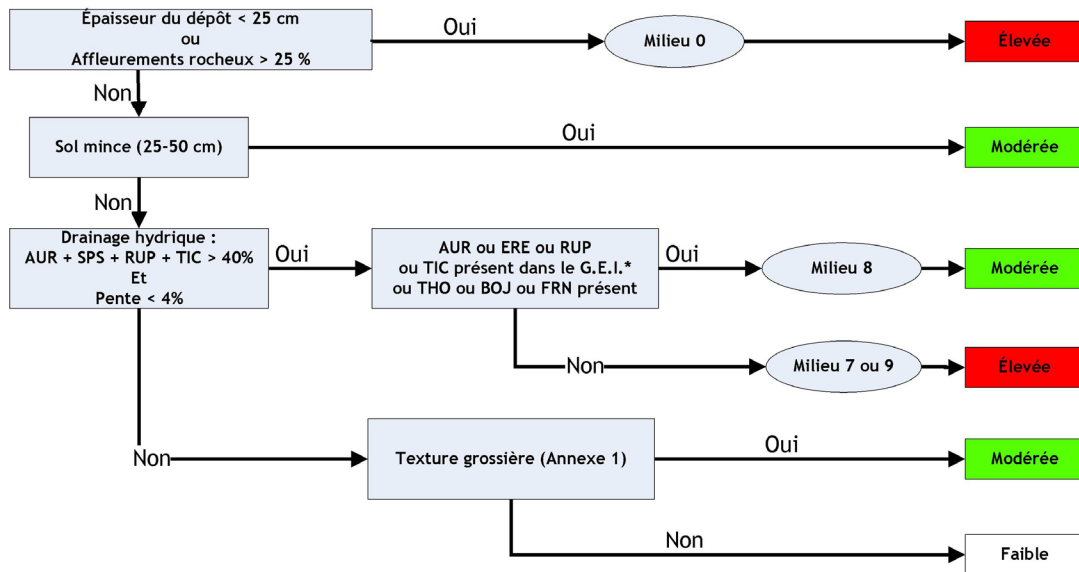 Épaisseur du dépôt < 25 cm
ou
Affleurements rocheux > 25 %
Oui
Milieu 0
Élevée
Non
Sol mince (25-50 cm)
Oui
Modérée
Non
Drainage hydrique :
AUR + SPS + RUP + TIC > 40%
Et
Pente < 4%
Oui
AUR ou ERE ou RUP
ou TIC présent dans le G.E.I.*
ou THO ou BOJ ou FRN présent
Oui
Milieu 8
Modérée
Non
Milieu 7 ou 9
Élevée
Non
Texture grossière (Annexe 1)
Oui
Modérée
Non
Faible